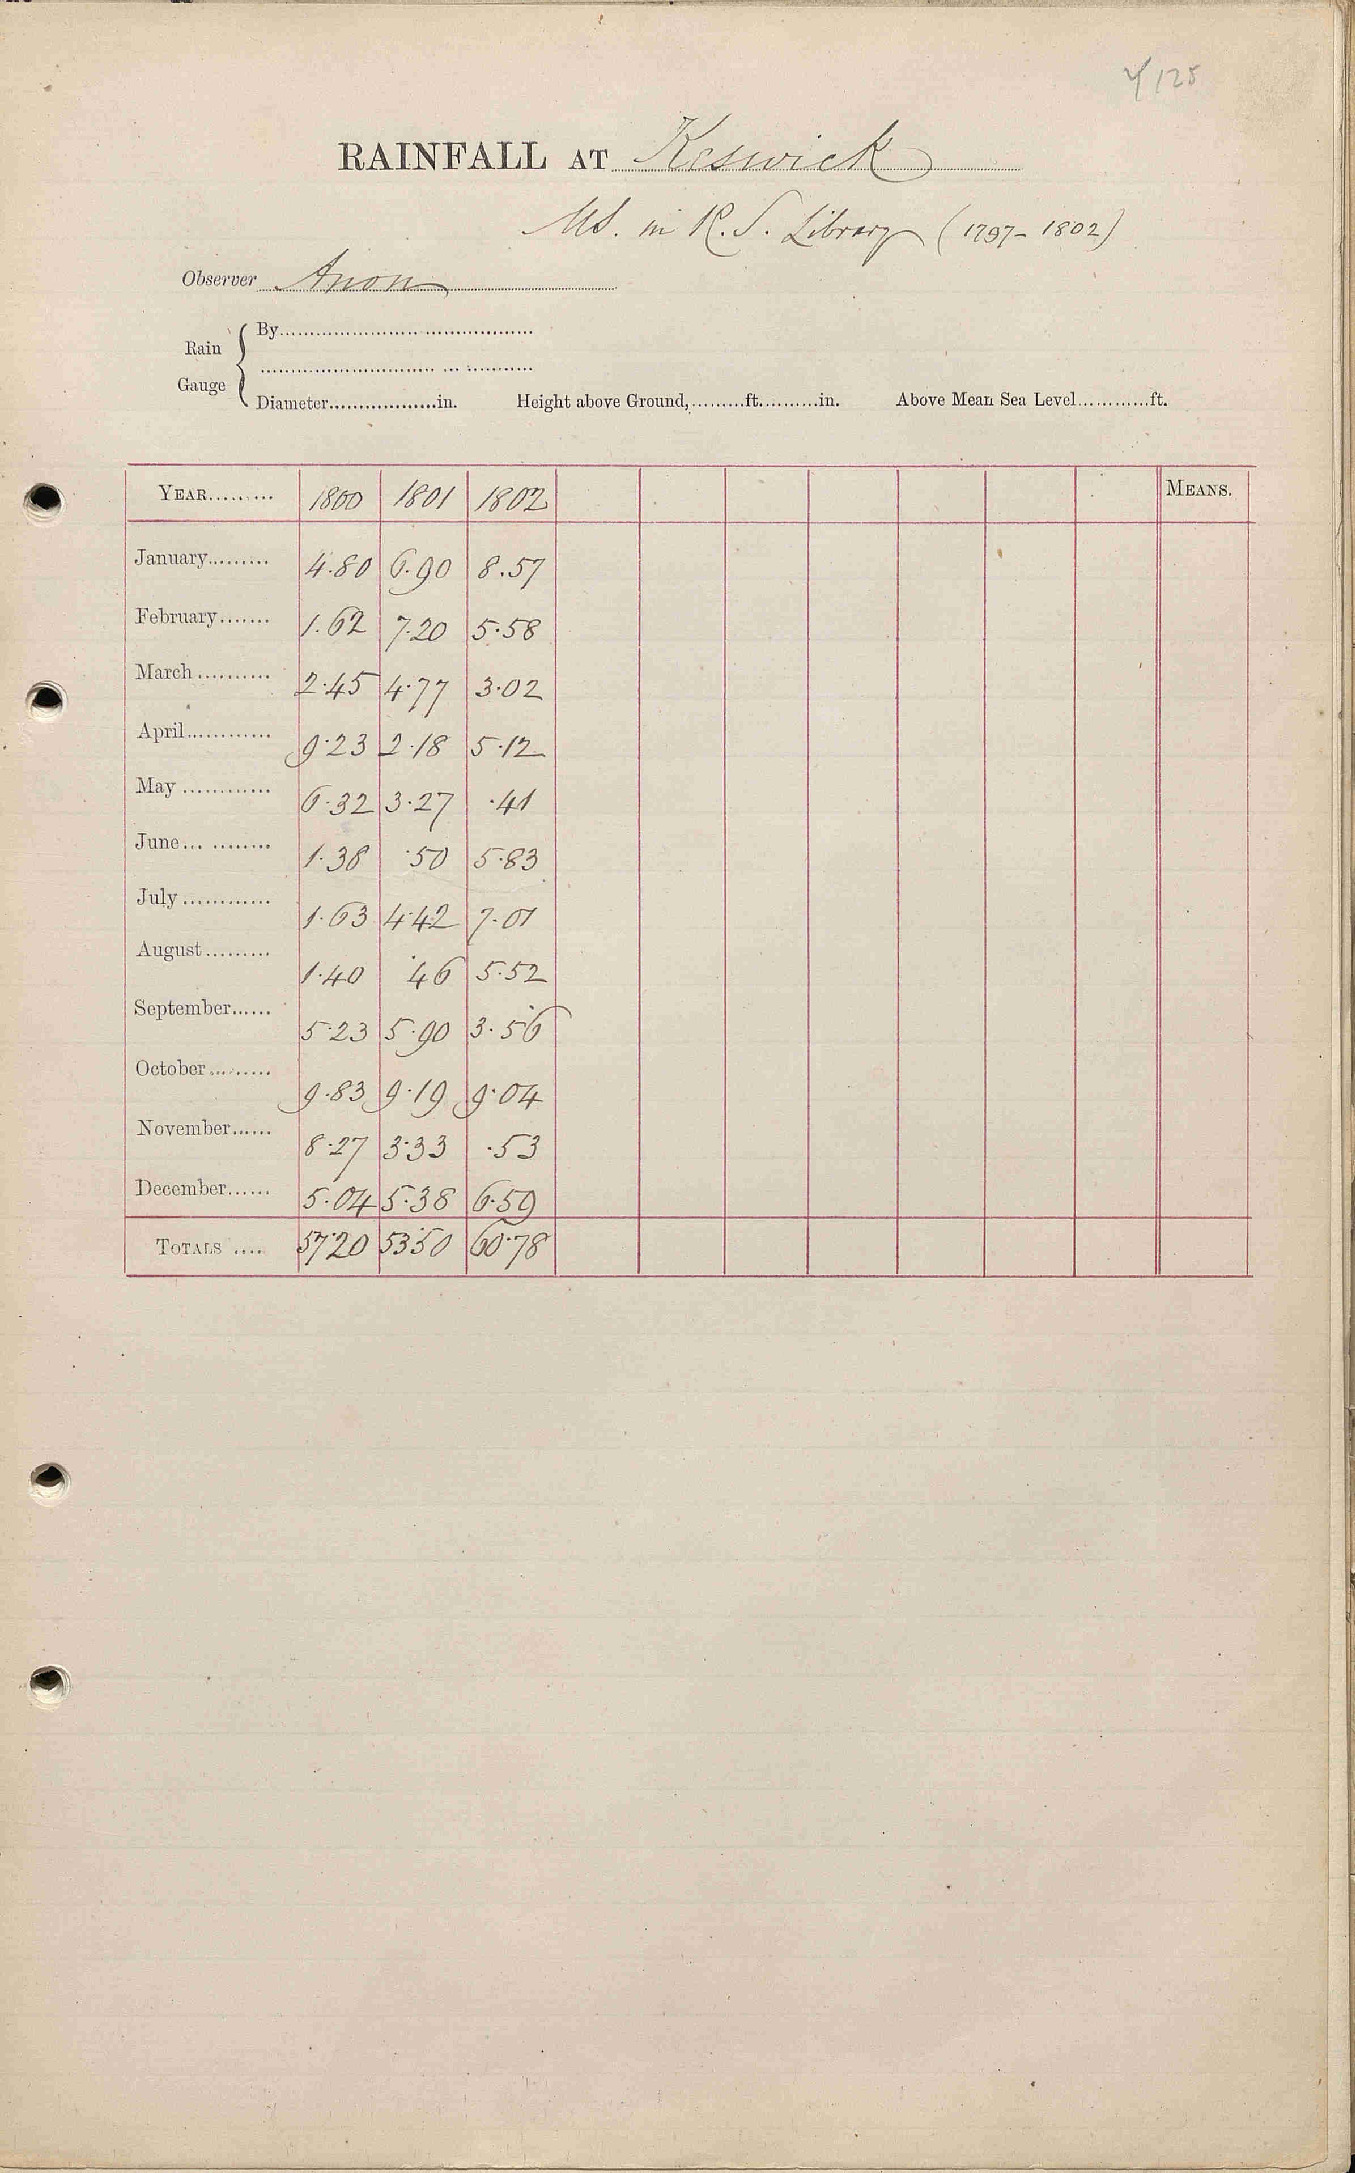 4/125
RAINFALL AT Keswick
MS. in R.S. Library (1797-1802)
Observer Anon
Rain Gauge
By
Diameter in. Height above Ground, ft. in. Above Mean Sea Level ft.
YEAR 1800 1801 1802 MEANS.
January 4.80 6.90 8.57
February 1.62 7.20 5.58
March 2.45 4.77 3.02
April 9.23 2.18 5.12
May 6.32 3.27 .41
June 1.38 .50 5.83
July 1.63 4.42 7.01
August 1.40 .46 5.52
September 5.23 5.90 3.56
October 9.83 9.19 9.04
November 8.27 3.33 .53
December 5.04 5.38 6.59
TOTALS 57.20 53.50 60.78